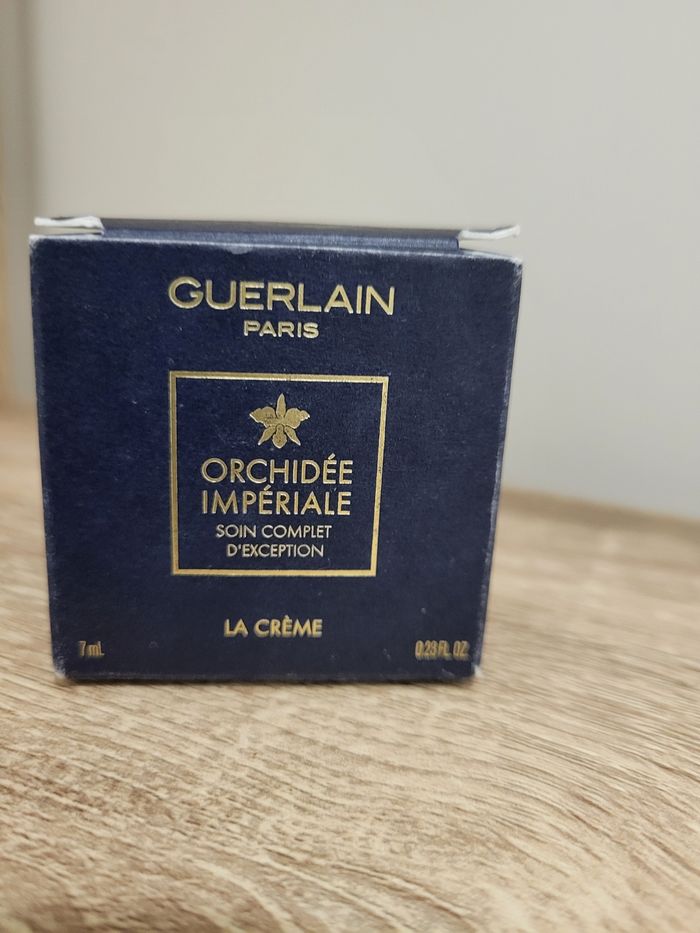 GUERLAIN
PARIS
ORCHIDÉE
IMPÉRIALE
SOIN COMPLET
D'EXCEPTION
LA CRÈME
7 mL
0.23 FL. OZ.